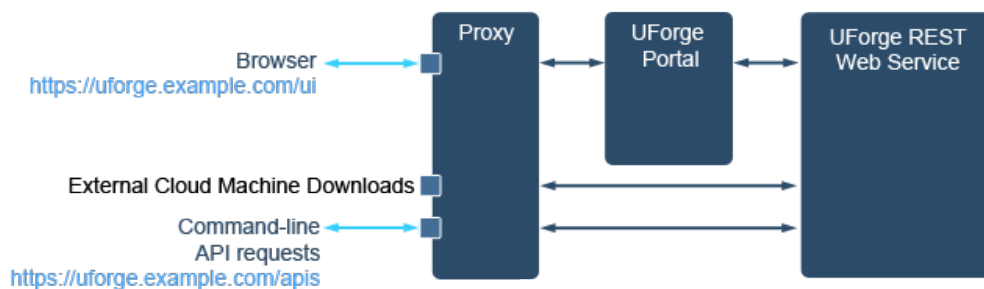 Proxy
UForge
Portal
UForge REST
Web Service
Browser
https://uforge.example.com/ui
External Cloud Machine Downloads
Command-line
API requests
https://uforge.example.com/apis